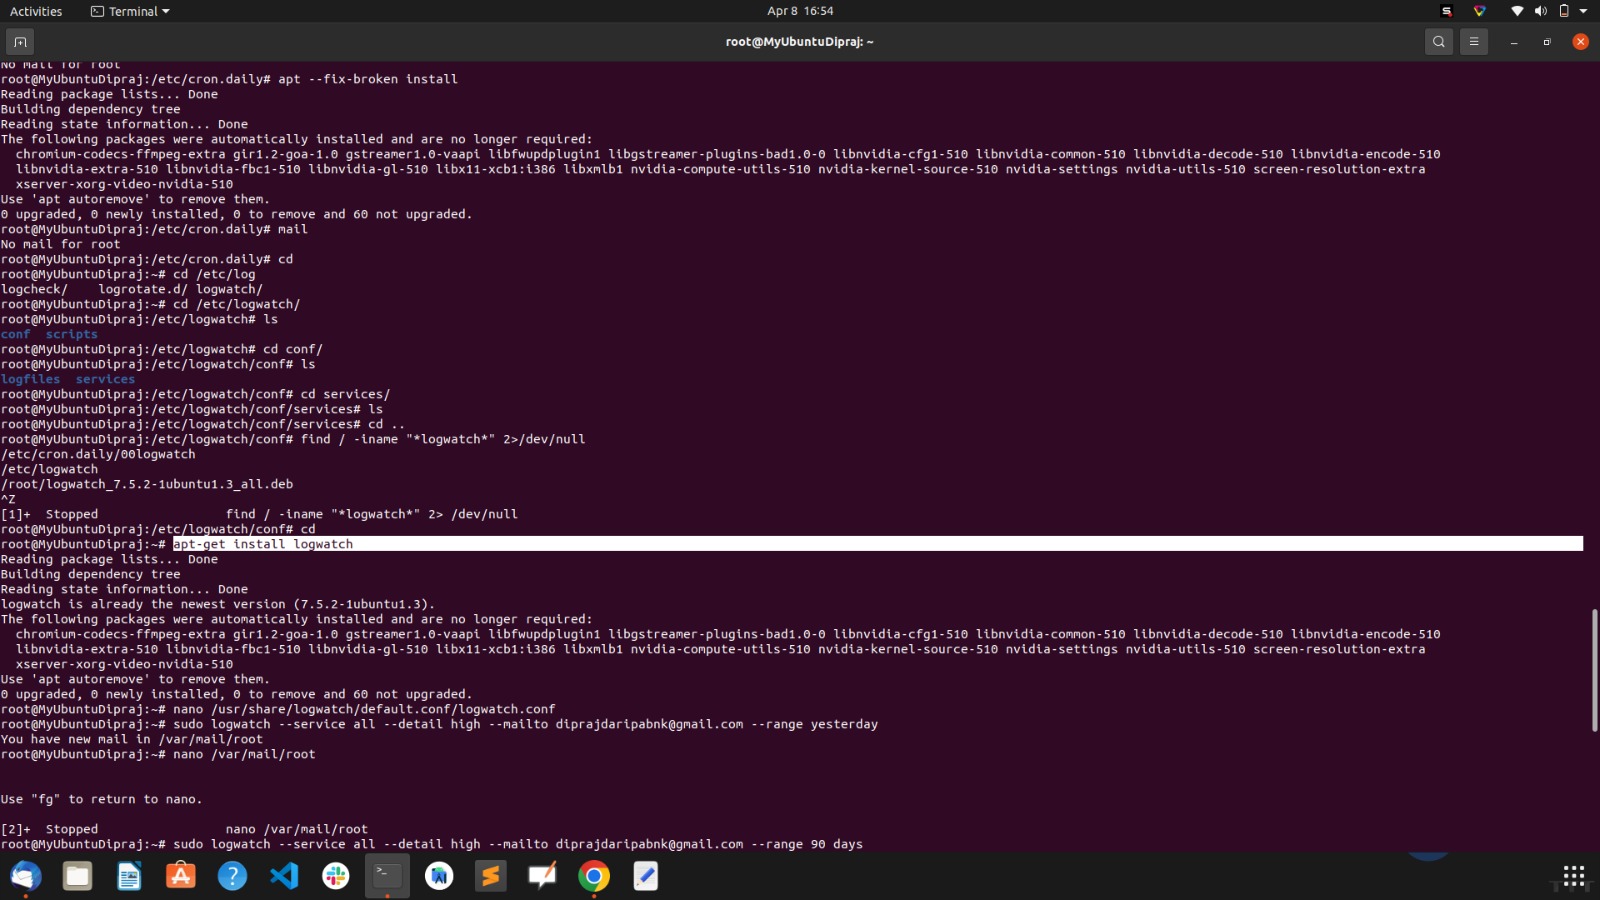 Activities
Terminal
Apr 8 16:54
root@MyUbuntuDipraj: ~
No mail for root
root@MyUbuntuDipraj:/etc/cron.daily# apt --fix-broken install
Reading package lists... Done
Building dependency tree
Reading state information... Done
The following packages were automatically installed and are no longer required:
  chromium-codecs-ffmpeg-extra gir1.2-goa-1.0 gstreamer1.0-vaapi libfwupdplugin1 libgstreamer-plugins-bad1.0-0 libnvidia-cfg1-510 libnvidia-common-510 libnvidia-decode-510 libnvidia-encode-510
  libnvidia-extra-510 libnvidia-fbc1-510 libnvidia-gl-510 libx11-xcb1:i386 libxmlb1 nvidia-compute-utils-510 nvidia-kernel-source-510 nvidia-settings nvidia-utils-510 screen-resolution-extra
  xserver-xorg-video-nvidia-510
Use 'apt autoremove' to remove them.
0 upgraded, 0 newly installed, 0 to remove and 60 not upgraded.
root@MyUbuntuDipraj:/etc/cron.daily# mail
No mail for root
root@MyUbuntuDipraj:/etc/cron.daily# cd
root@MyUbuntuDipraj:~# cd /etc/log
logcheck/    logrotate.d/ logwatch/
root@MyUbuntuDipraj:~# cd /etc/logwatch/
root@MyUbuntuDipraj:/etc/logwatch# ls
conf  scripts
root@MyUbuntuDipraj:/etc/logwatch# cd conf/
root@MyUbuntuDipraj:/etc/logwatch/conf# ls
logfiles  services
root@MyUbuntuDipraj:/etc/logwatch/conf# cd services/
root@MyUbuntuDipraj:/etc/logwatch/conf/services# ls
root@MyUbuntuDipraj:/etc/logwatch/conf/services# cd ..
root@MyUbuntuDipraj:/etc/logwatch/conf# find / -iname "*logwatch*" 2>/dev/null
/etc/cron.daily/00logwatch
/etc/logwatch
/root/logwatch_7.5.2-1ubuntu1.3_all.deb
^Z
[1]+  Stopped                 find / -iname "*logwatch*" 2> /dev/null
root@MyUbuntuDipraj:/etc/logwatch/conf# cd
root@MyUbuntuDipraj:~# apt-get install logwatch
Reading package lists... Done
Building dependency tree
Reading state information... Done
logwatch is already the newest version (7.5.2-1ubuntu1.3).
The following packages were automatically installed and are no longer required:
  chromium-codecs-ffmpeg-extra gir1.2-goa-1.0 gstreamer1.0-vaapi libfwupdplugin1 libgstreamer-plugins-bad1.0-0 libnvidia-cfg1-510 libnvidia-common-510 libnvidia-decode-510 libnvidia-encode-510
  libnvidia-extra-510 libnvidia-fbc1-510 libnvidia-gl-510 libx11-xcb1:i386 libxmlb1 nvidia-compute-utils-510 nvidia-kernel-source-510 nvidia-settings nvidia-utils-510 screen-resolution-extra
  xserver-xorg-video-nvidia-510
Use 'apt autoremove' to remove them.
0 upgraded, 0 newly installed, 0 to remove and 60 not upgraded.
root@MyUbuntuDipraj:~# nano /usr/share/logwatch/default.conf/logwatch.conf
root@MyUbuntuDipraj:~# sudo logwatch --service all --detail high --mailto diprajdaripabnk@gmail.com --range yesterday
You have new mail in /var/mail/root
root@MyUbuntuDipraj:~# nano /var/mail/root
Use "fg" to return to nano.
[2]+  Stopped                 nano /var/mail/root
root@MyUbuntuDipraj:~# sudo logwatch --service all --detail high --mailto diprajdaripabnk@gmail.com --range 90 days